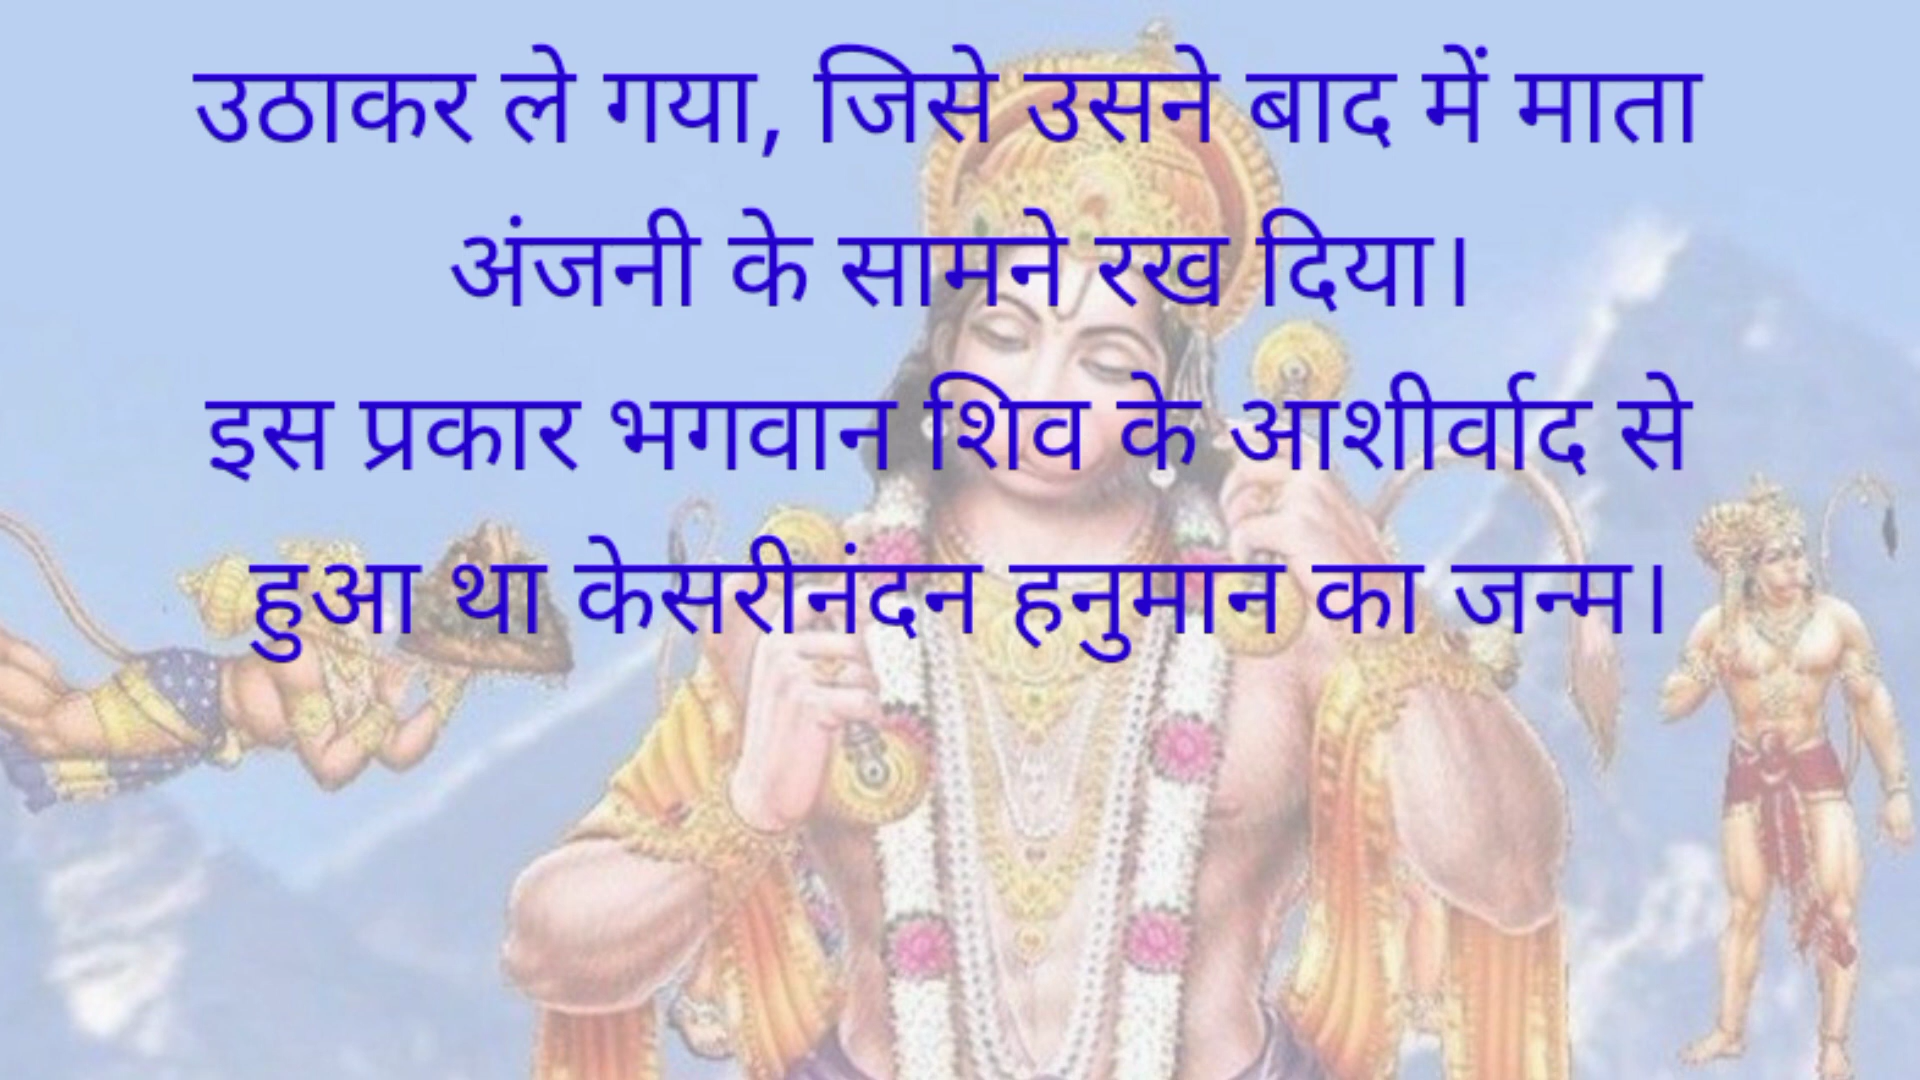 उठाकर ले गया, जिसे उसने बाद में माता
अंजनी के सामने रख दिया।
इस प्रकार भगवान शिव के आशीर्वाद से
हुआ था केसरीनंदन हनुमान का जन्म।